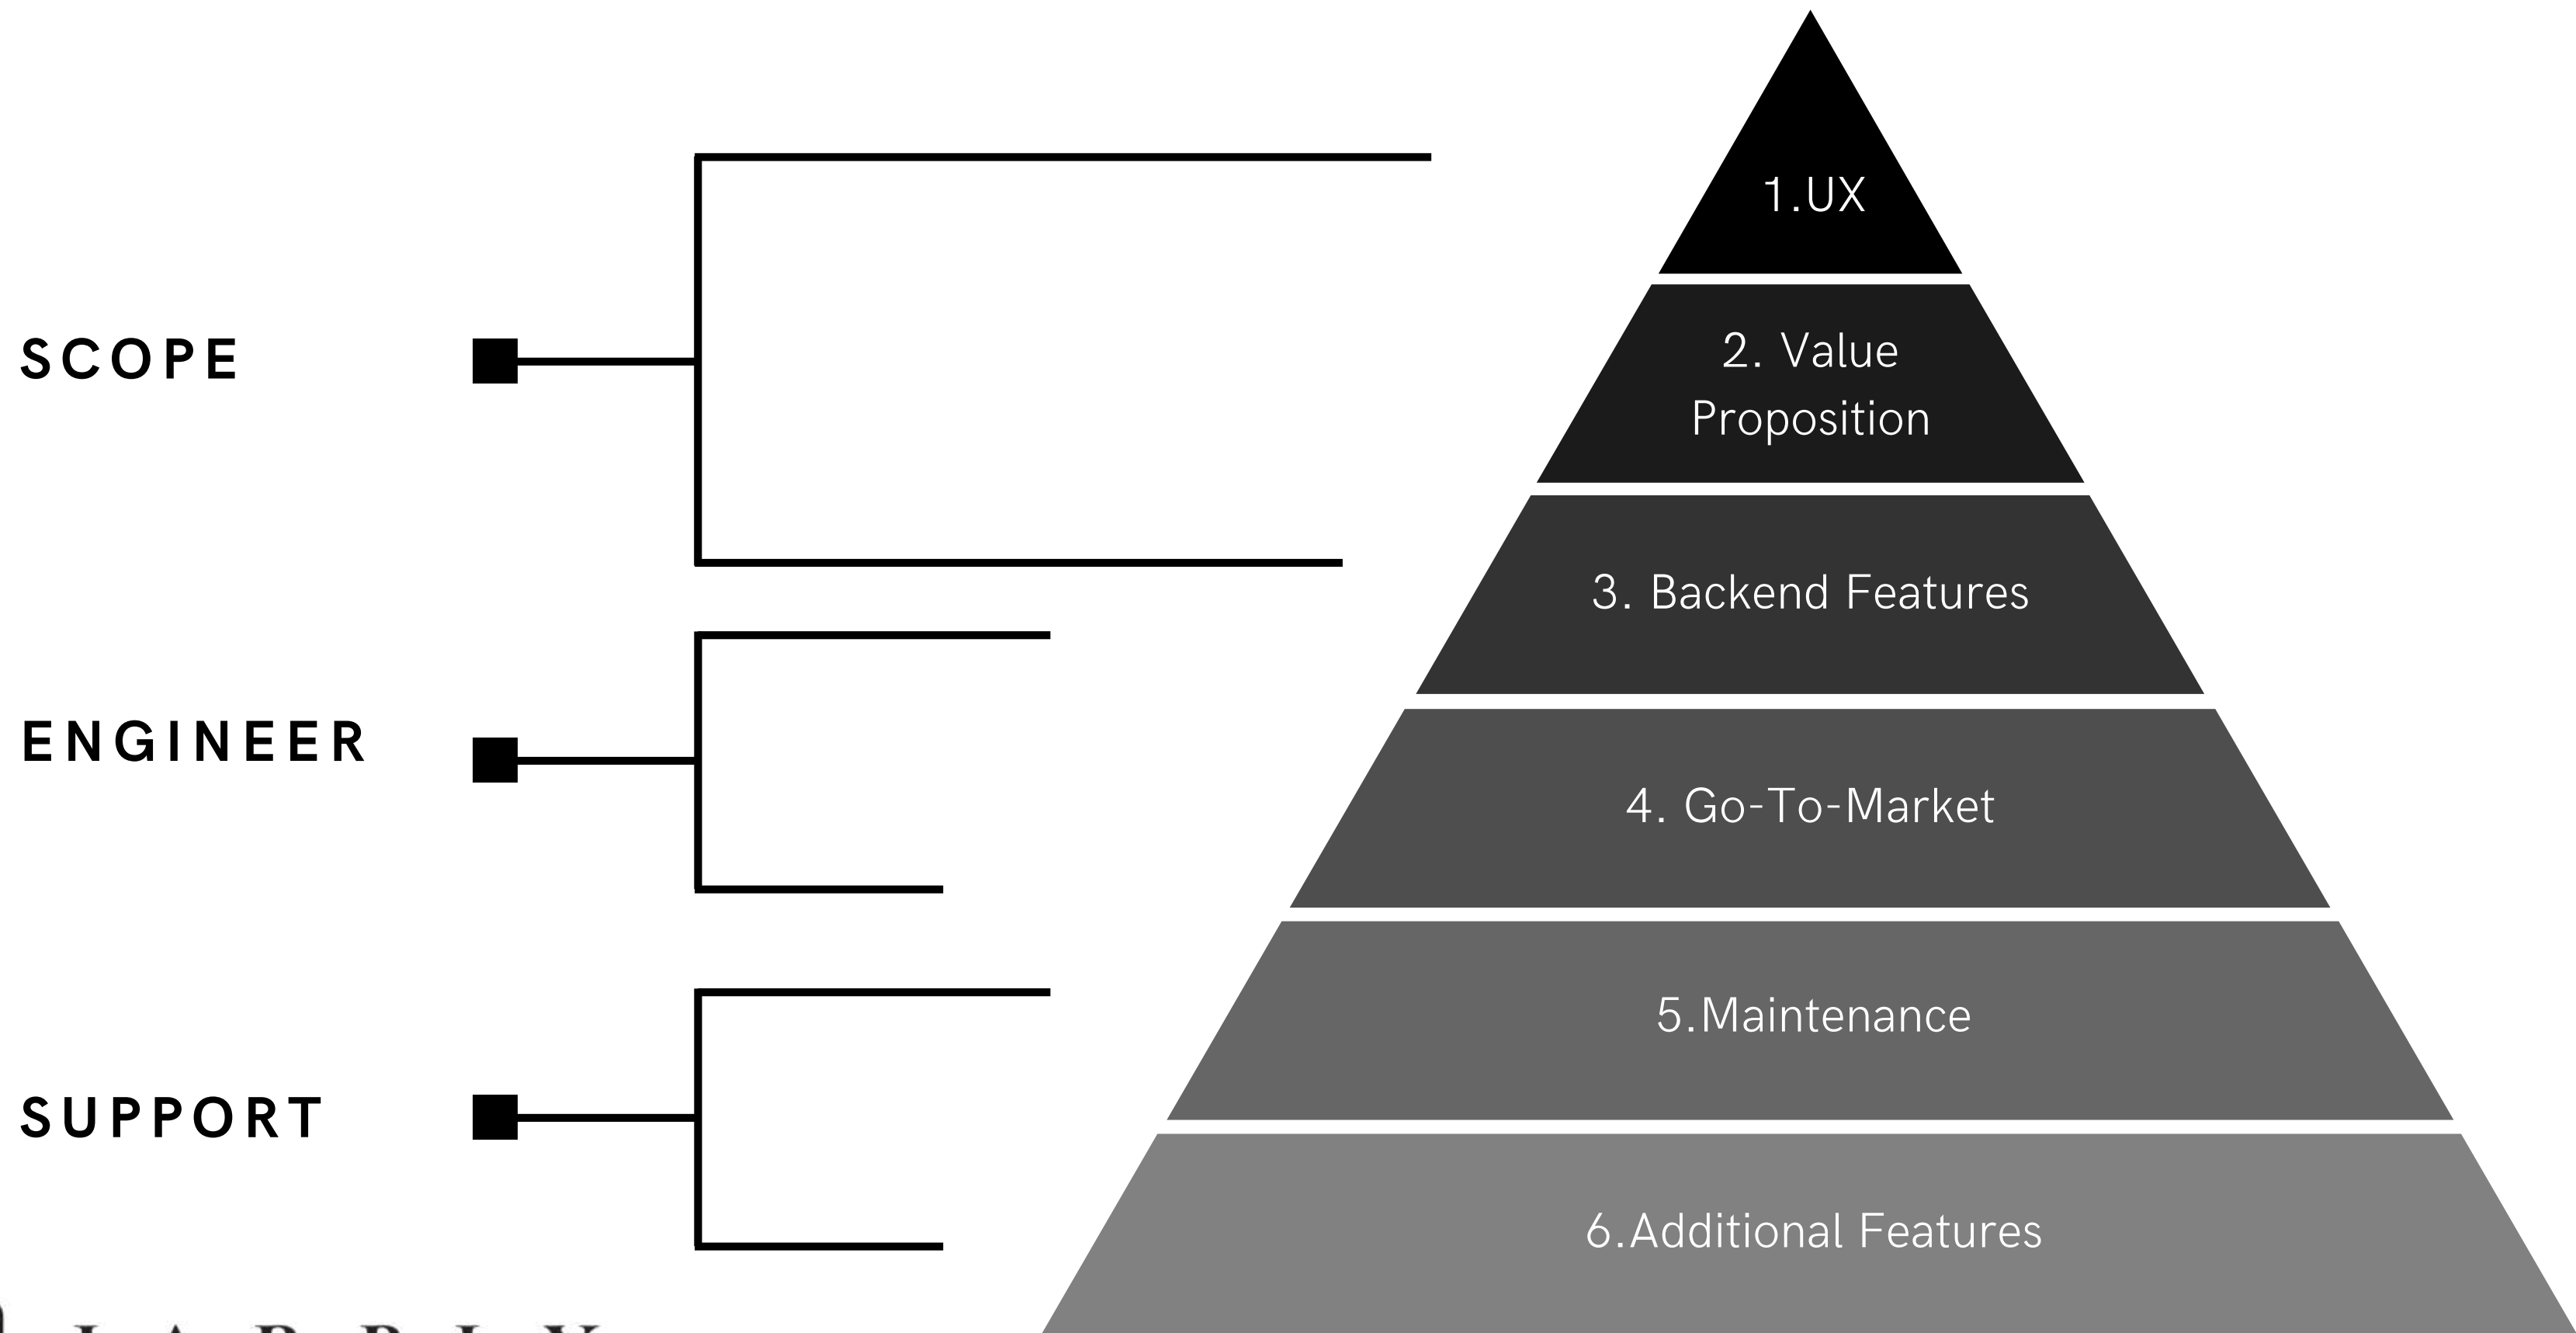 SCOPE
ENGINEER
SUPPORT
1.UX
2. Value
Proposition
3. Backend Features
4. Go-To-Market
5.Maintenance
6.Additional Features